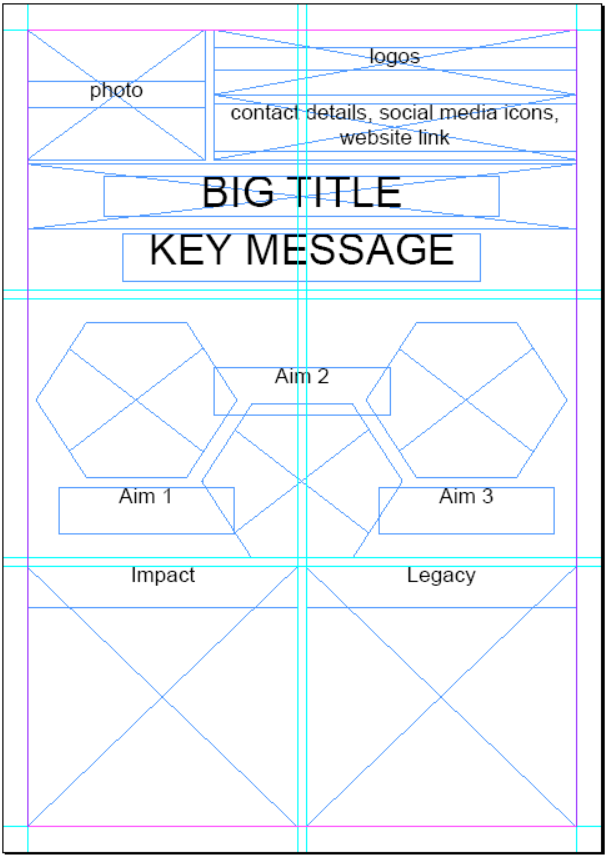 photo
logos
contact details, social media icons,
website link
BIG TITLE
KEY MESSAGE
Aim 2
Aim 1
Aim 3
Impact
Legacy